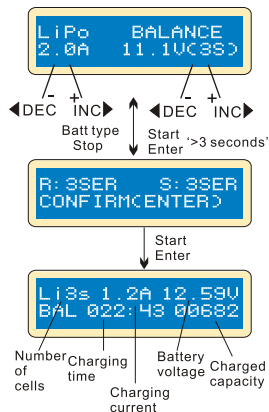 LiPo BALANCE
2.0A 11.1V(3S)
- + - +
◀DEC INC▶ ◀DEC INC▶
Batt type
Stop
Start
Enter '>3 seconds'
R: 3SER S: 3SER
CONFIRM(ENTER)
Start
Enter
Li3s 1.2A 12.59V
BAL 022:43 00682
Number
of
cells
Charging
time
Charging
current
Battery
voltage
Charged
capacity